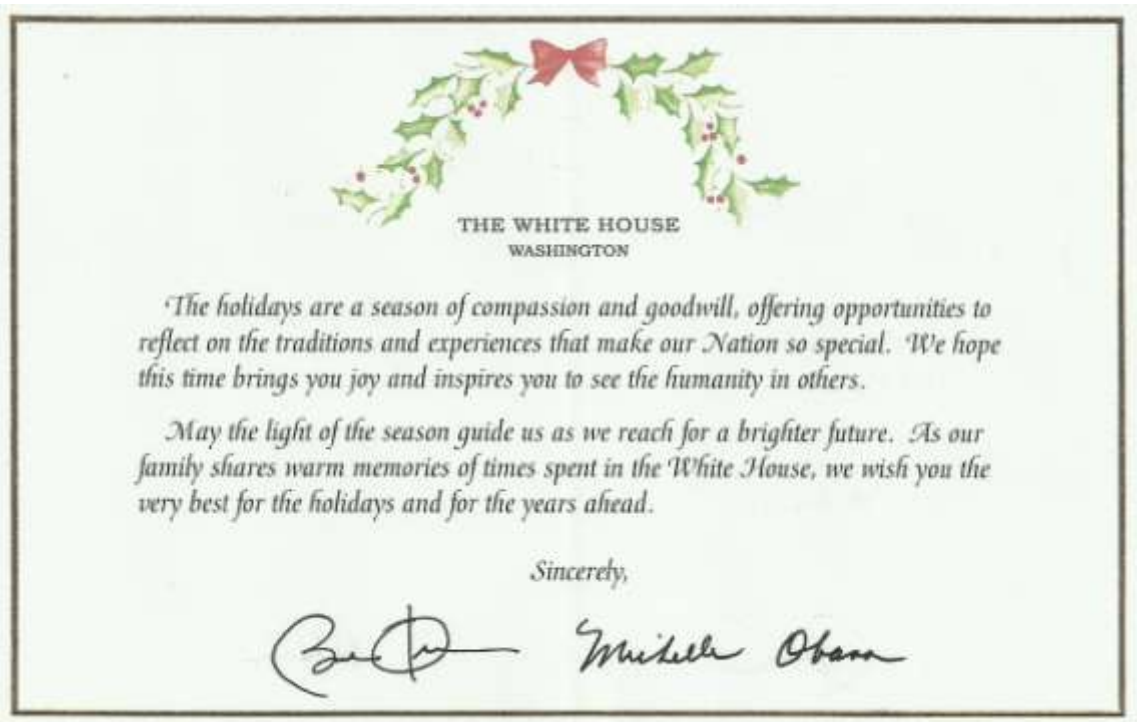 THE WHITE HOUSE
WASHINGTON
The holidays are a season of compassion and goodwill, offering opportunities to
reflect on the traditions and experiences that make our Nation so special. We hope
this time brings you joy and inspires you to see the humanity in others.
May the light of the season guide us as we reach for a brighter future. As our
family shares warm memories of times spent in the White House, we wish you the
very best for the holidays and for the years ahead.
Sincerely,
Michelle Obama